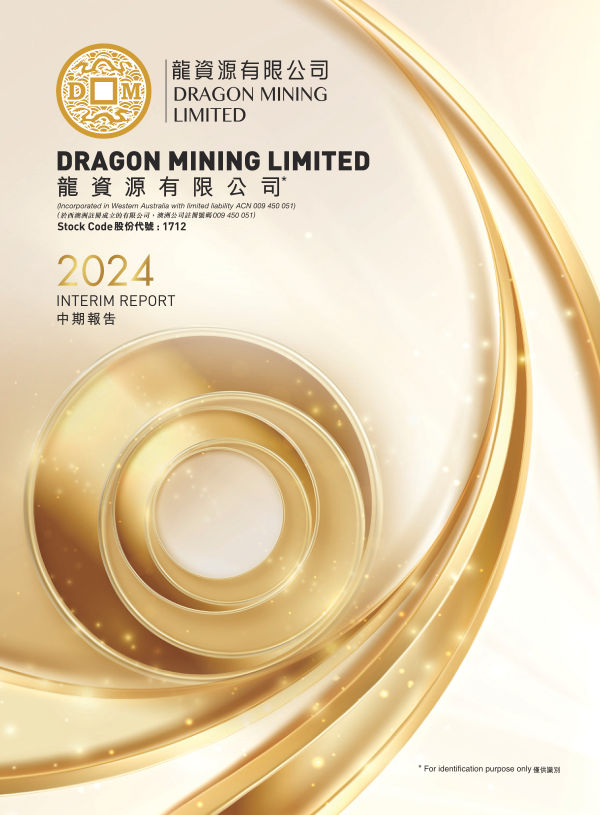 D M
龍資源有限公司
DRAGON MINING
LIMITED
DRAGON MINING LIMITED
龍資源有限公司*
(Incorporated in Western Australia with limited liability ACN 009 450 051)
(於西澳洲註冊成立的有限公司,澳洲公司註冊號碼009 450 051)
Stock Code 股份代號 : 1712
2024
INTERIM REPORT
中期報告
* For identification purpose only 僅供識別